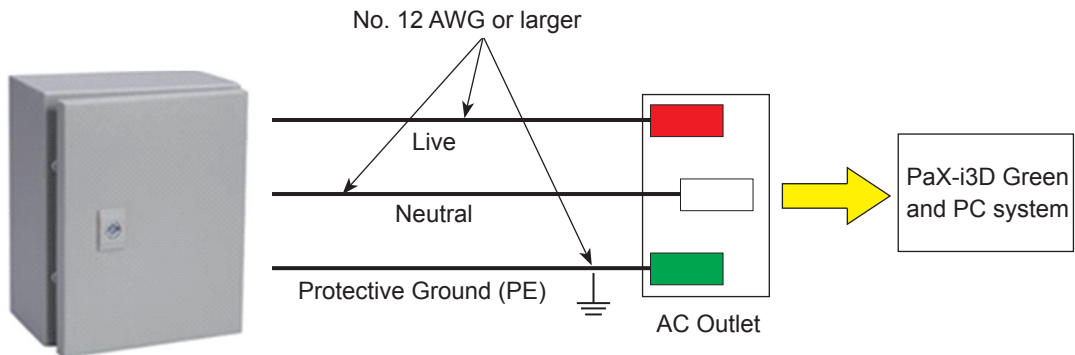 No. 12 AWG or larger
Live
Neutral
Protective Ground (PE)
AC Outlet
PaX-i3D Green
and PC system